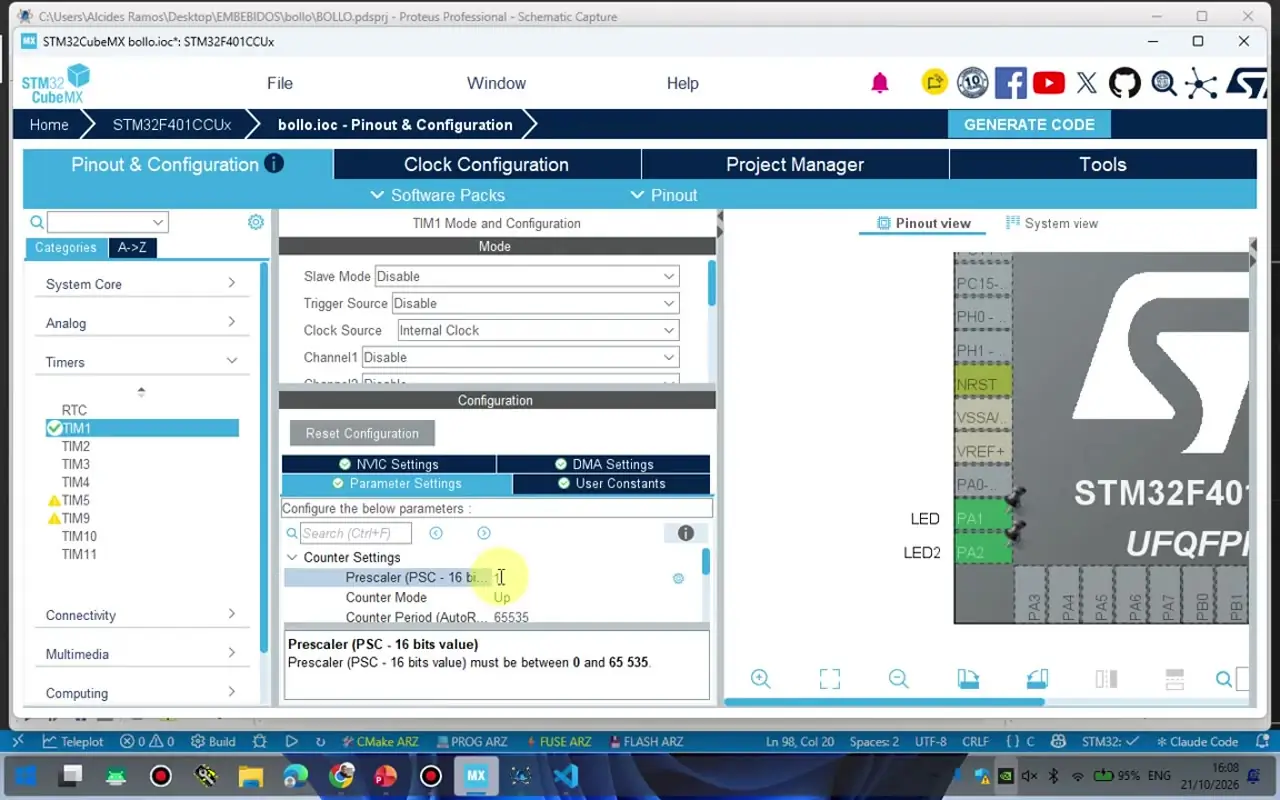 C:\Users\Alcides Ramos\Desktop\EMBEBIDOS\bollo\BOLLO.pdsprj - Proteus Professional - Schematic Capture
MX STM32CubeMX bollo.ioc*: STM32F401CCUx
STM32
CubeMX
File
Window
Help
10
Home
STM32F401CCUx
bollo.ioc - Pinout & Configuration
GENERATE CODE
Pinout & Configuration
Clock Configuration
Project Manager
Tools
Software Packs
Pinout
Categories
A->Z
System Core
Analog
Timers
RTC
TIM1
TIM2
TIM3
TIM4
TIM5
TIM9
TIM10
TIM11
Connectivity
Multimedia
Computing
TIM1 Mode and Configuration
Mode
Slave Mode Disable
Trigger Source Disable
Clock Source Internal Clock
Channel1 Disable
Configuration
Reset Configuration
NVIC Settings
DMA Settings
Parameter Settings
User Constants
Configure the below parameters :
Search (Ctrl+F)
Counter Settings
Prescaler (PSC - 16 bi...
Counter Mode Up
Counter Period (AutoR... 65535
Prescaler (PSC - 16 bits value)
Prescaler (PSC - 16 bits value) must be between 0 and 65 535.
Pinout view
System view
PC15-.
PH0 - ..
PH1 - ..
NRST
VSSA/.
VREF+
PA0-..
LED PA1
LED2 PA2
PA3
PA4
PA5
PA6
PA7
PB0
PB1
STM32F401
UFQFP
Teleplot
0
0
Build
CMake ARZ
PROG ARZ
FUSE ARZ
FLASH ARZ
Ln 98, Col 20
Spaces: 2
UTF-8
CRLF
{ } C
STM32:
Claude Code
MX
95%
ENG
16:08
21/10/2026